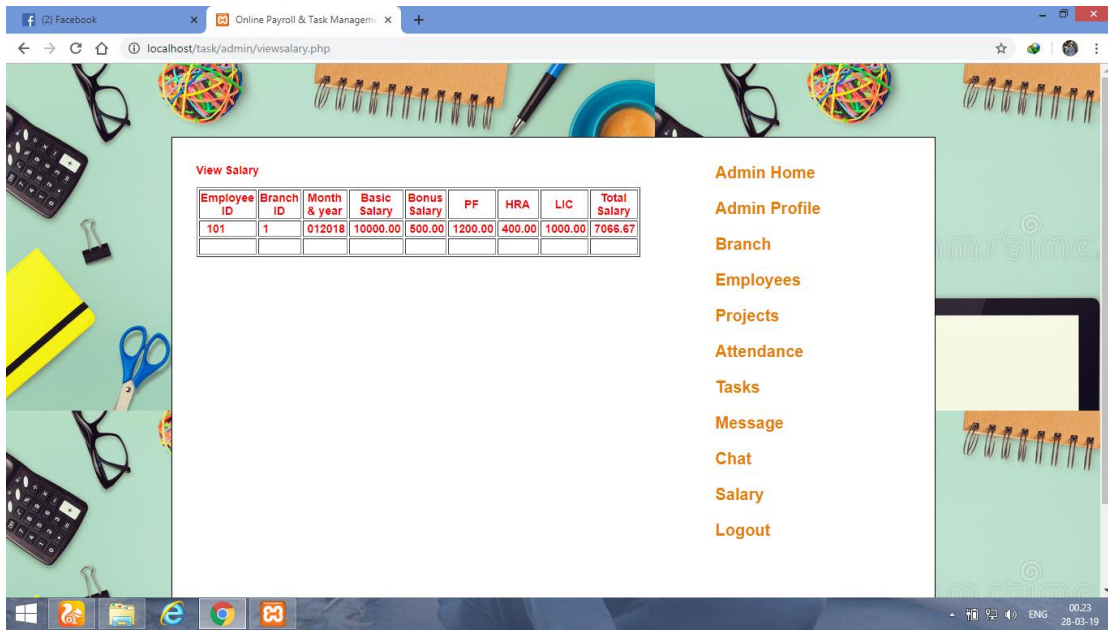 (2) Facebook
Online Payroll & Task Manageme
localhost/task/admin/viewsalary.php
View Salary
Employee ID Branch ID Month & year Basic Salary Bonus Salary PF HRA LIC Total Salary
101 1 012018 10000.00 500.00 1200.00 400.00 1000.00 7066.67
Admin Home
Admin Profile
Branch
Employees
Projects
Attendance
Tasks
Message
Chat
Salary
Logout
ENG
00.23
28-03-19